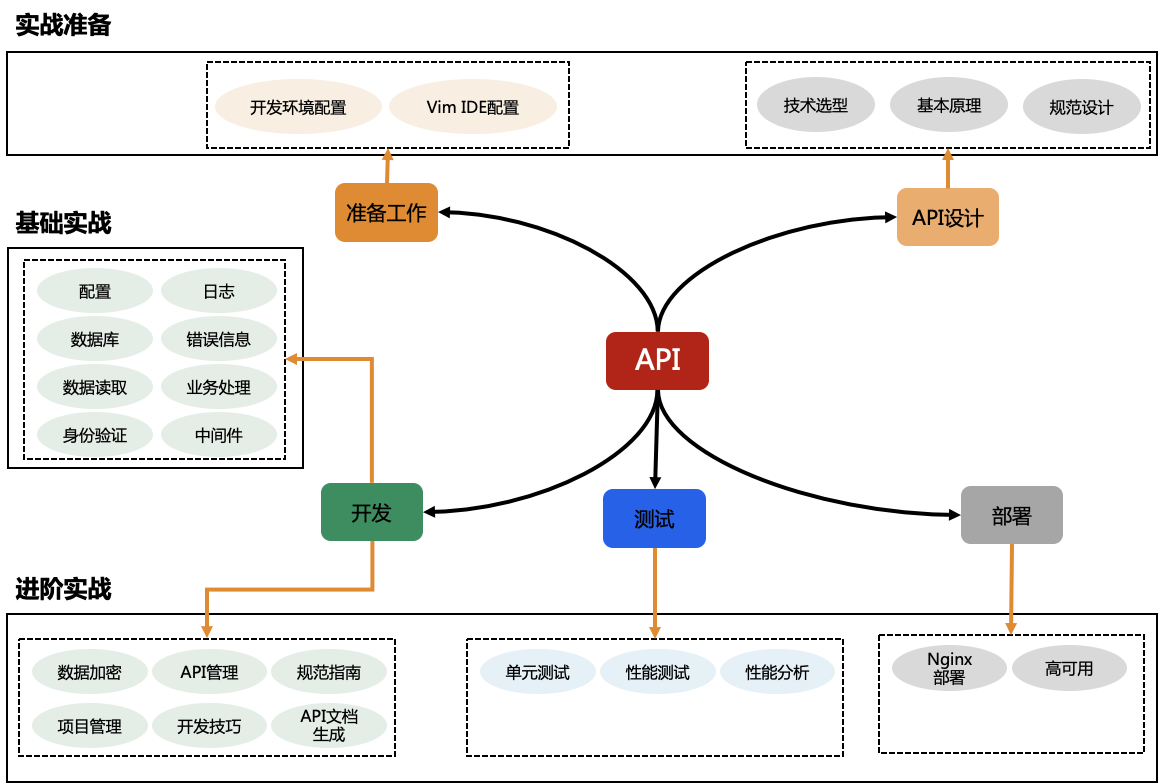 实战准备
开发环境配置
Vim IDE配置
技术选型
基本原理
规范设计
准备工作
API设计
基础实战
配置
日志
数据库
错误信息
数据读取
业务处理
身份验证
中间件
API
开发
测试
部署
进阶实战
数据加密
API管理
规范指南
项目管理
开发技巧
API文档
生成
单元测试
性能测试
性能分析
Nginx
部署
高可用